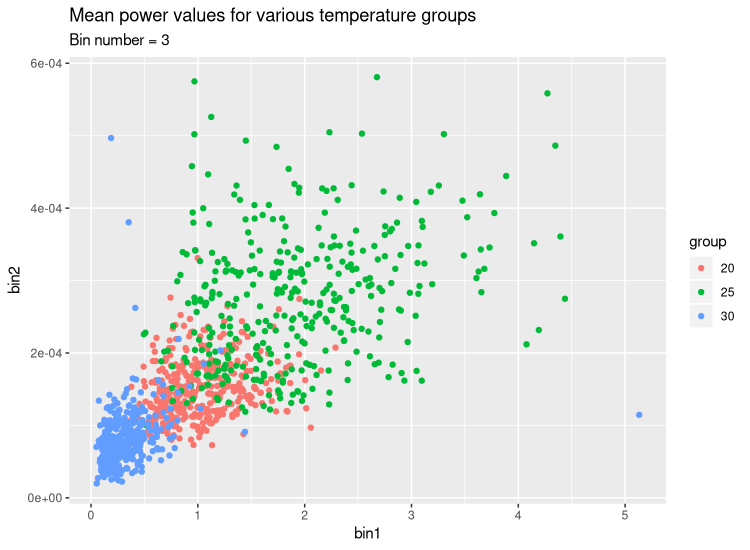 Mean power values for various temperature groups
Bin number = 3
6e-04
4e-04
2e-04
0e+00
bin2
0
1
2
3
4
5
bin1
group
20
25
30